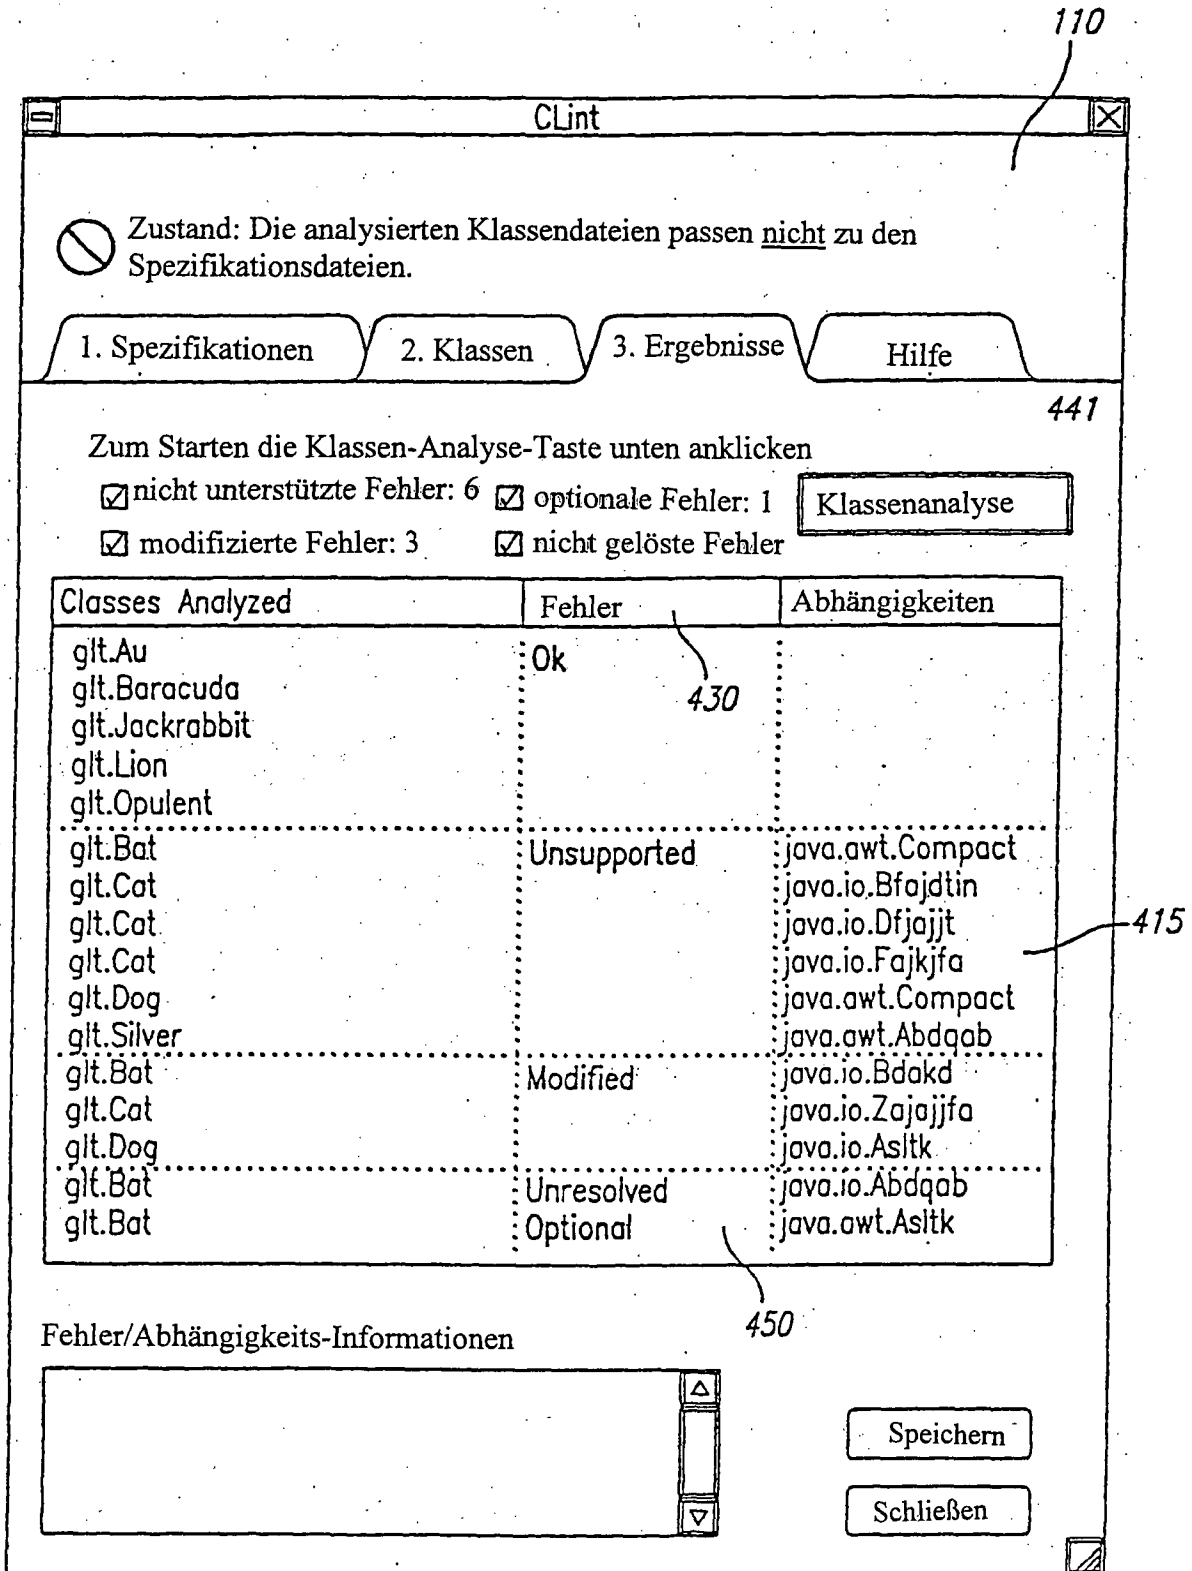 110
CLint
Zustand: Die analysierten Klassendateien passen nicht zu den
Spezifikationsdateien.
1. Spezifikationen 2. Klassen 3. Ergebnisse Hilfe
441
Zum Starten die Klassen-Analyse-Taste unten anklicken
nicht unterstützte Fehler: 6 optionale Fehler: 1 Klassenanalyse
modifizierte Fehler: 3 nicht gelöste Fehler
Classes Analyzed Fehler Abhängigkeiten
glt.Au Ok
430
glt.Baracuda
glt.Jackrabbit
glt.Lion
glt.Opulent
glt.Bat Unsupported java.awt.Compact
glt.Cat java.io.Bfajdtin
glt.Cat java.io.Dfjajjt
415
glt.Cat java.io.Fajkjfa
glt.Dog java.awt.Compact
glt.Silver java.awt.Abdqab
glt.Bat Modified java.io.Bdakd
glt.Cat java.io.Zajajjfa
glt.Dog java.io.Asltk
glt.Bat Unresolved java.io.Abdqab
glt.Bat Optional java.awt.Asltk
450
Fehler/Abhängigkeits-Informationen
Speichern
Schließen